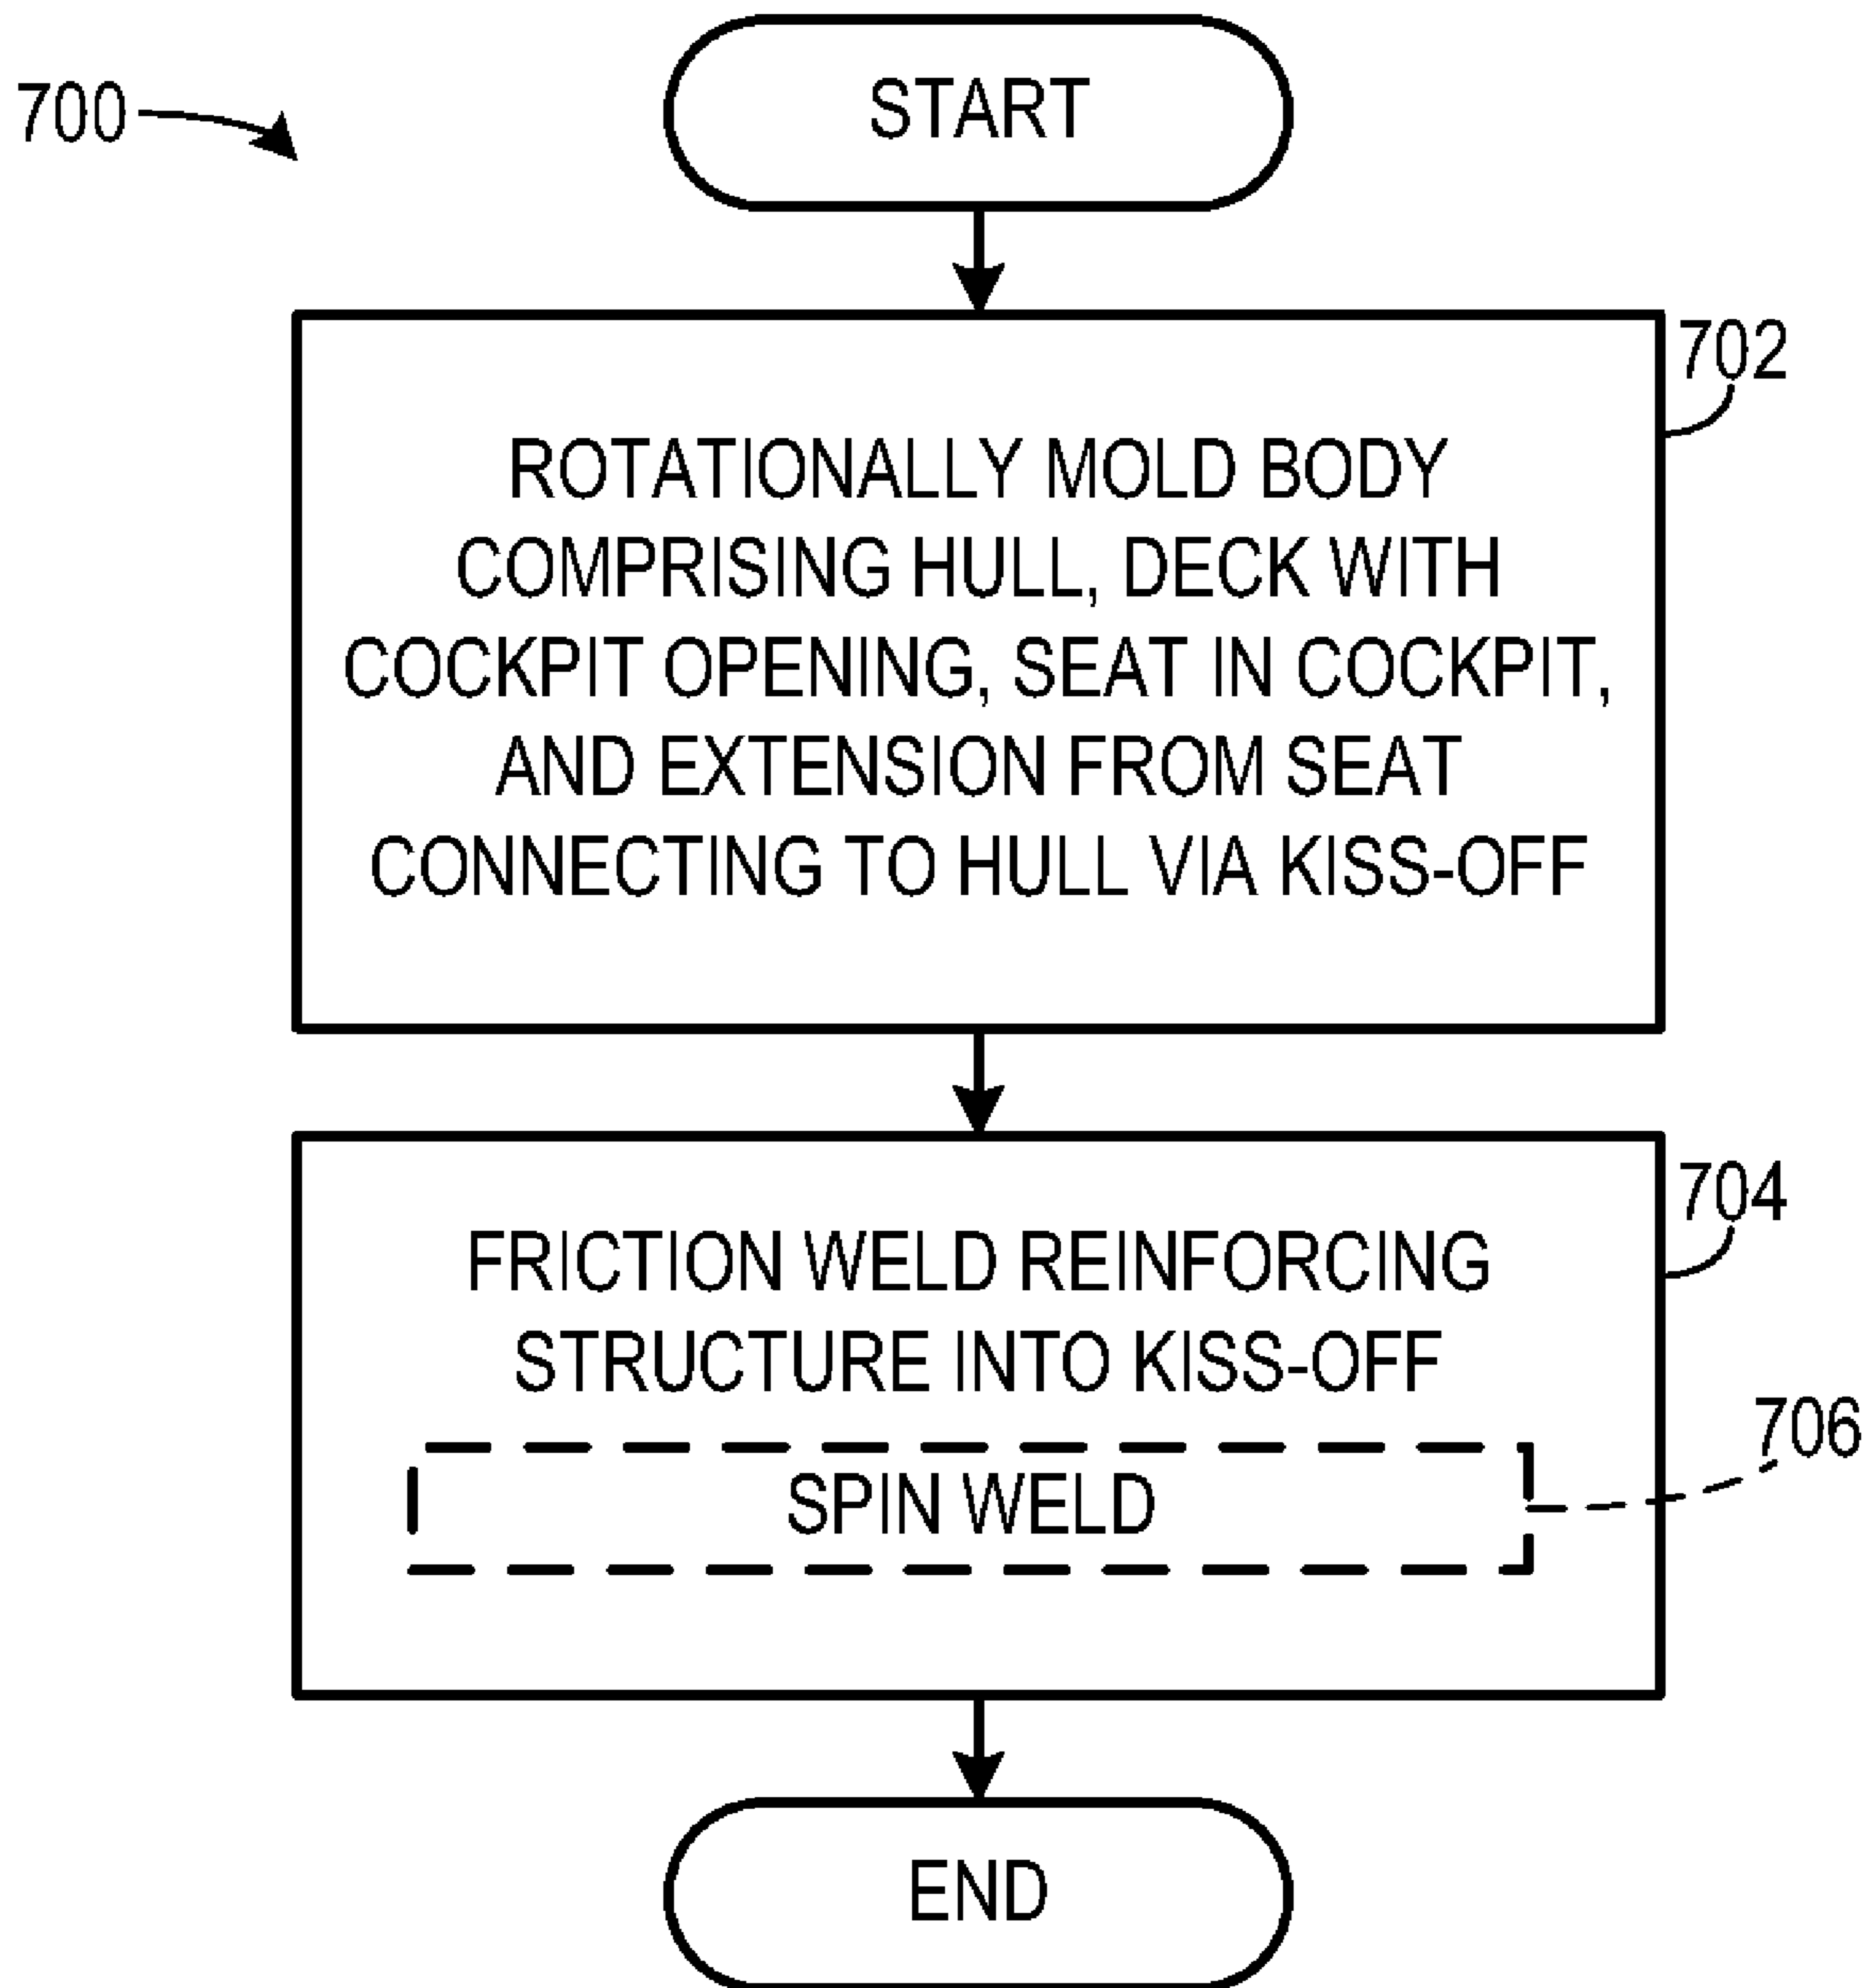 700
START
702
ROTATIONALLY MOLD BODY
COMPRISING HULL, DECK WITH
COCKPIT OPENING, SEAT IN COCKPIT,
AND EXTENSION FROM SEAT
CONNECTING TO HULL VIA KISS-OFF
704
FRICTION WELD REINFORCING
STRUCTURE INTO KISS-OFF
706
SPIN WELD
END